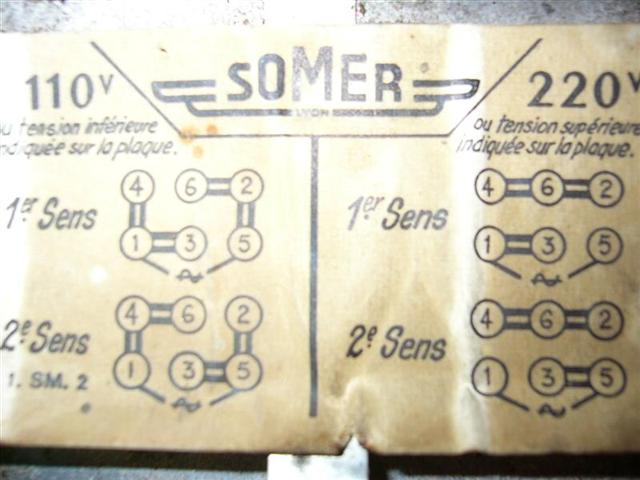 110V
SOMER
LYON
220V
ou tension inférieure
indiquée sur la plaque.
ou tension supérieure
indiquée sur la plaque.
1er Sens
4 6 2
1 3 5
~
1er Sens
4 6 2
1 3 5
~
2e Sens
4 6 2
1 3 5
~
1. SM. 2
2e Sens
4 6 2
1 3 5
~